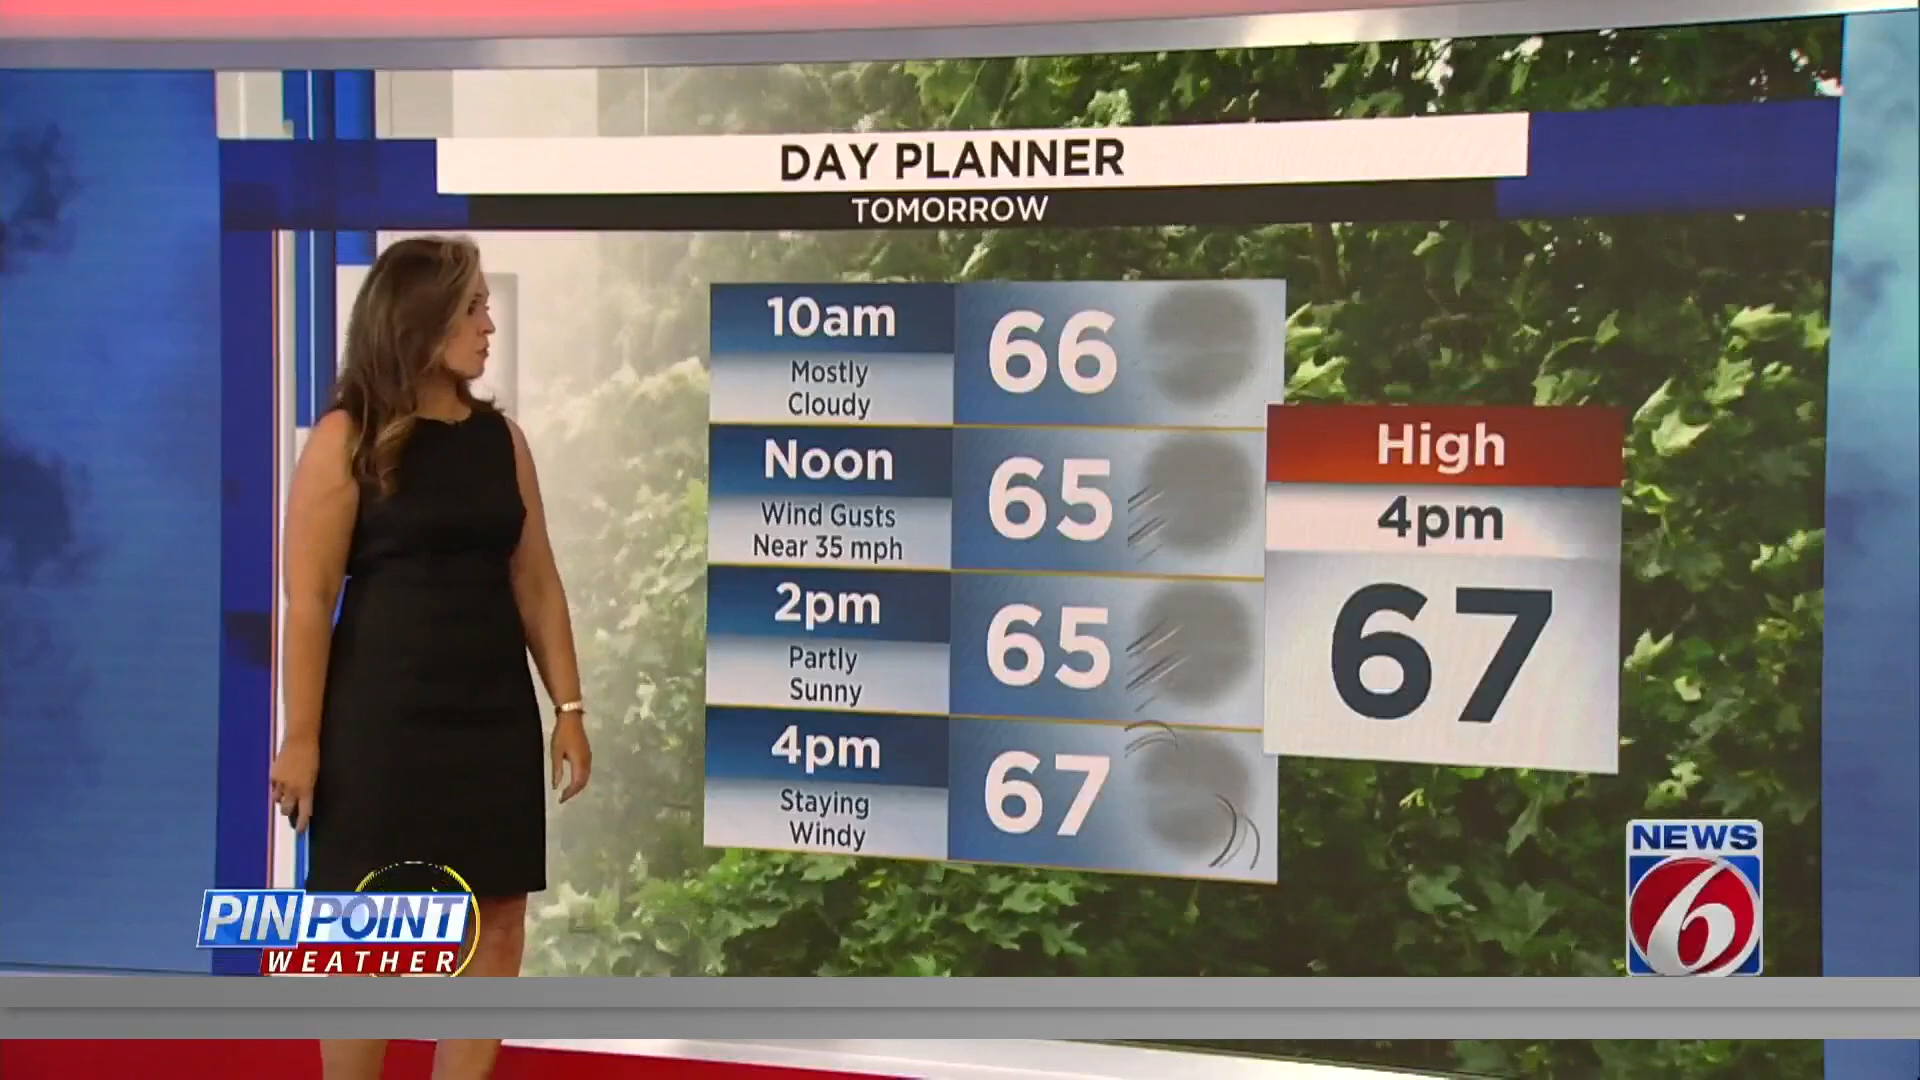 DAY PLANNER
TOMORROW
10am
Mostly
Cloudy
66
Noon
Wind Gusts
Near 35 mph
65
2pm
Partly
Sunny
65
4pm
Staying
Windy
67
High
4pm
67
PINPOINT
WEATHER
NEWS
6